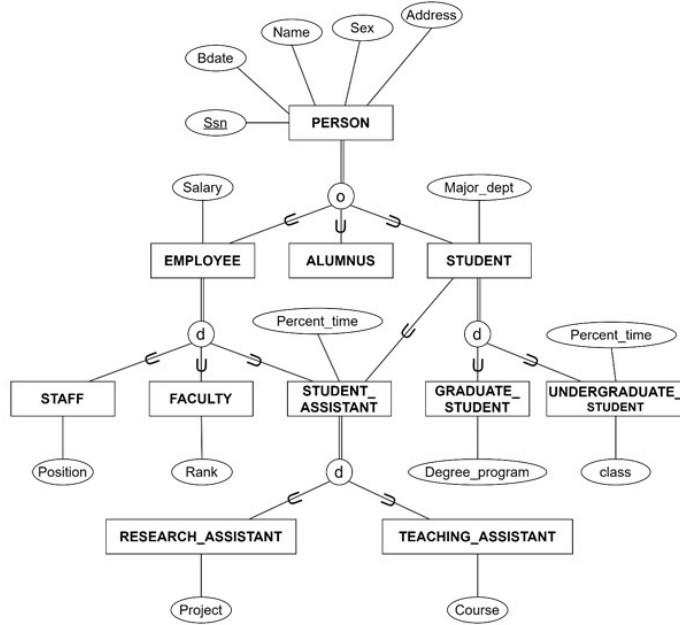 Address
Sex
Name
Bdate
Ssn
PERSON
o
Salary
Major_dept
EMPLOYEE
ALUMNUS
STUDENT
d
Percent_time
d
Percent_time
STAFF
FACULTY
STUDENT_
ASSISTANT
GRADUATE_
STUDENT
UNDERGRADUATE_
STUDENT
Position
Rank
d
Degree_program
class
RESEARCH_ASSISTANT
TEACHING_ASSISTANT
Project
Course